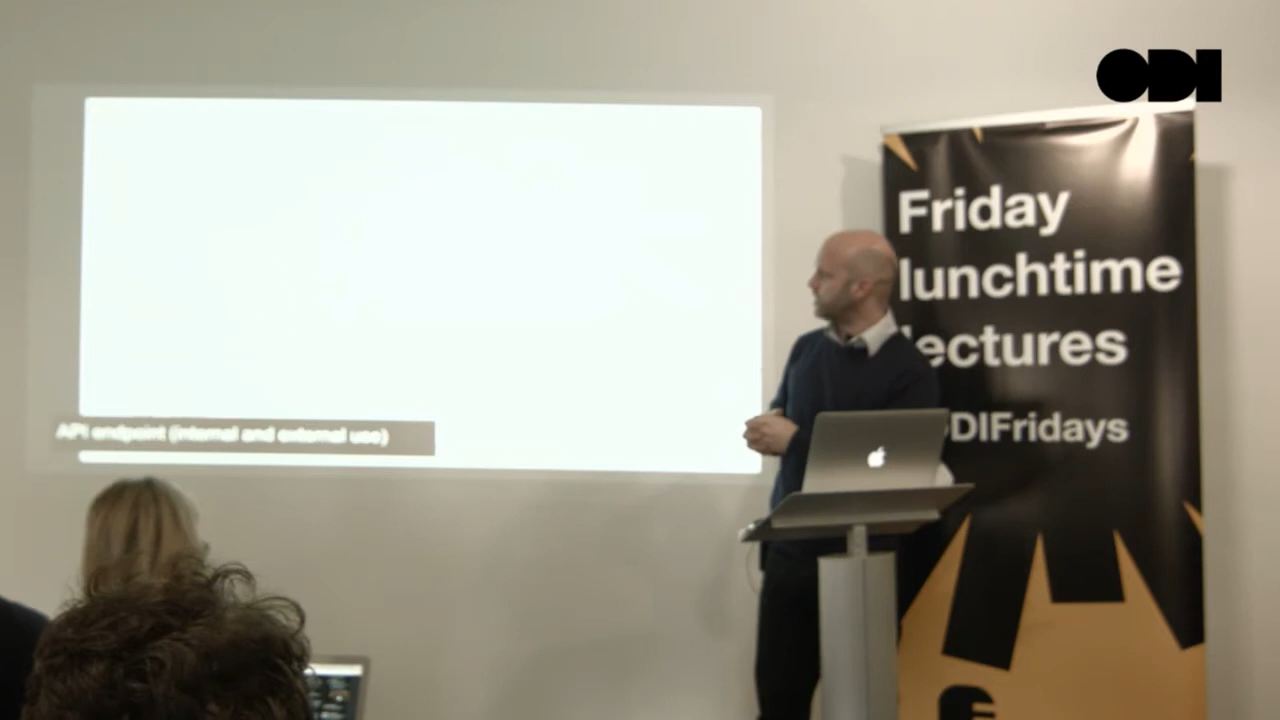 ODI
Friday
lunchtime
lectures
DIFridays
API endpoint (internal and external use)